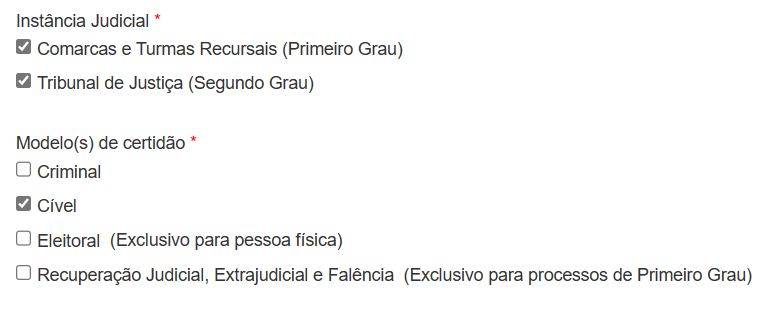 Instância Judicial *
Comarcas e Turmas Recursais (Primeiro Grau)
Tribunal de Justiça (Segundo Grau)
Modelo(s) de certidão *
Criminal
Cível
Eleitoral (Exclusivo para pessoa física)
Recuperação Judicial, Extrajudicial e Falência (Exclusivo para processos de Primeiro Grau)